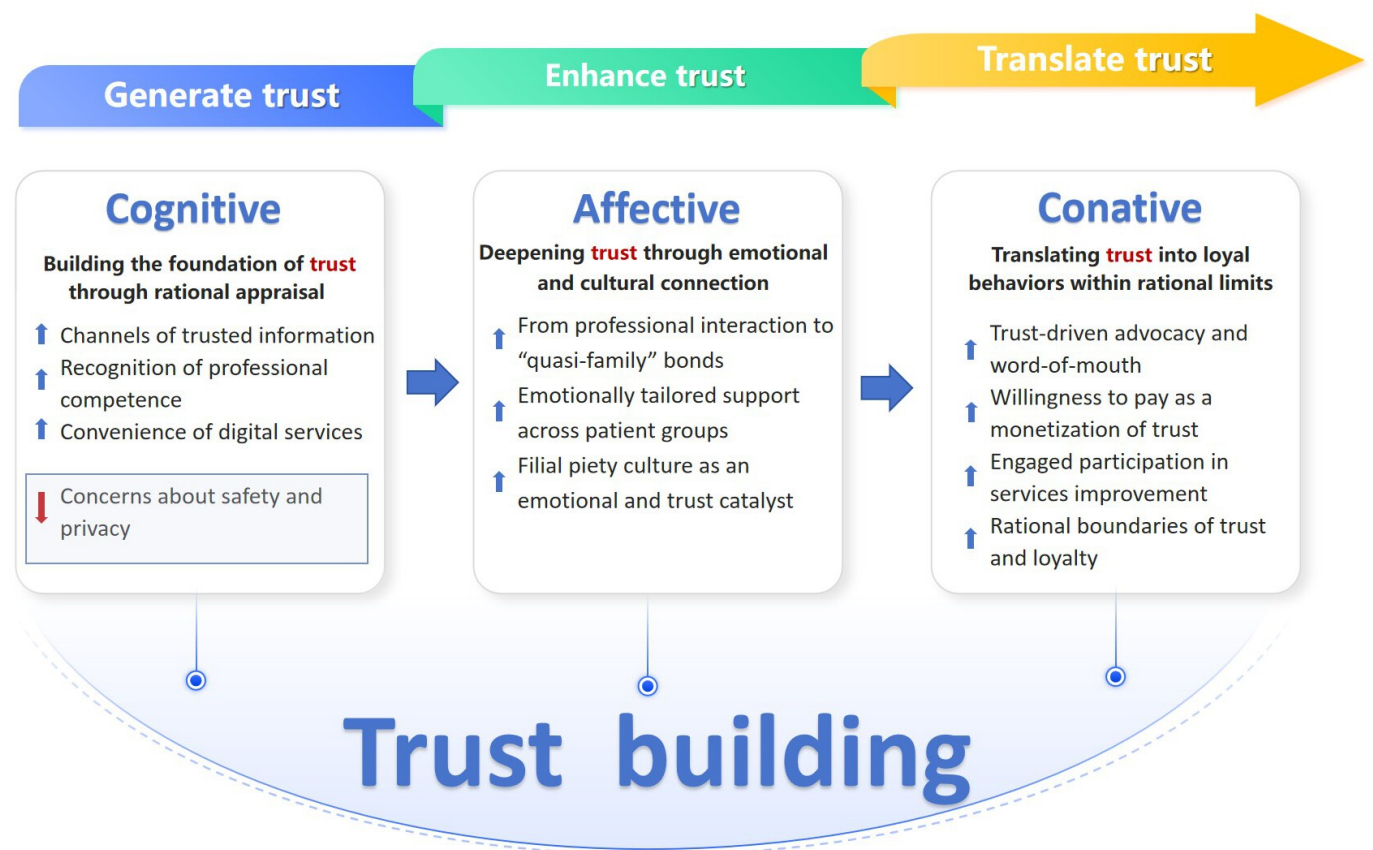 Generate trust
Enhance trust
Translate trust
Cognitive
Building the foundation of trust
through rational appraisal
Channels of trusted information
Recognition of professional
competence
Convenience of digital services
Concerns about safety and
privacy
Affective
Deepening trust through emotional
and cultural connection
From professional interaction to
“quasi-family” bonds
Emotionally tailored support
across patient groups
Filial piety culture as an
emotional and trust catalyst
Conative
Translating trust into loyal
behaviors within rational limits
Trust-driven advocacy and
word-of-mouth
Willingness to pay as a
monetization of trust
Engaged participation in
services improvement
Rational boundaries of trust
and loyalty
Trust building